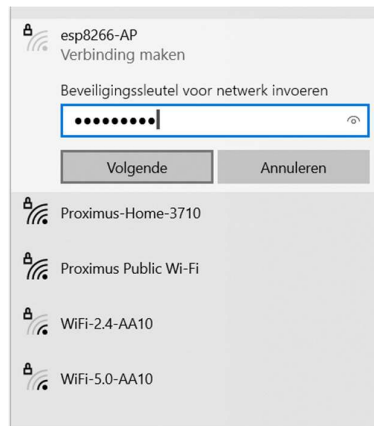 esp8266-AP
Verbinding maken
Beveiligingssleutel voor netwerk invoeren
●●●●●●●●●
Volgende Annuleren
Proximus-Home-3710
Proximus Public Wi-Fi
WiFi-2.4-AA10
WiFi-5.0-AA10